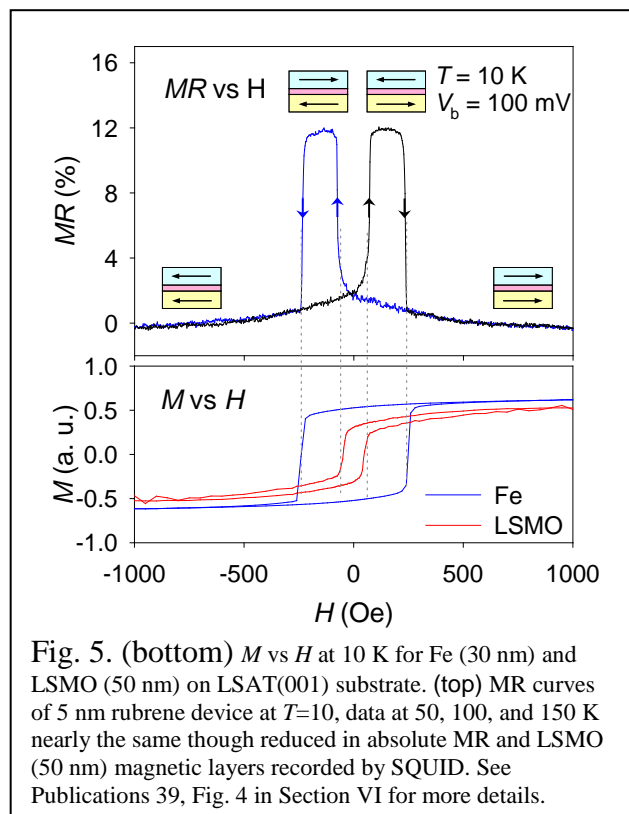 16
12
8
4
0
MR (%)
MR vs H
T = 10 K
V_b = 100 mV
1.0
0.5
0.0
-0.5
-1.0
M (a. u.)
M vs H
Fe
LSMO
-1000 -500 0 500 1000
H (Oe)
Fig. 5. (bottom) M vs H at 10 K for Fe (30 nm) and
LSMO (50 nm) on LSAT(001) substrate. (top) MR curves
of 5 nm rubrene device at T=10, data at 50, 100, and 150 K
nearly the same though reduced in absolute MR and LSMO
(50 nm) magnetic layers recorded by SQUID. See
Publications 39, Fig. 4 in Section VI for more details.